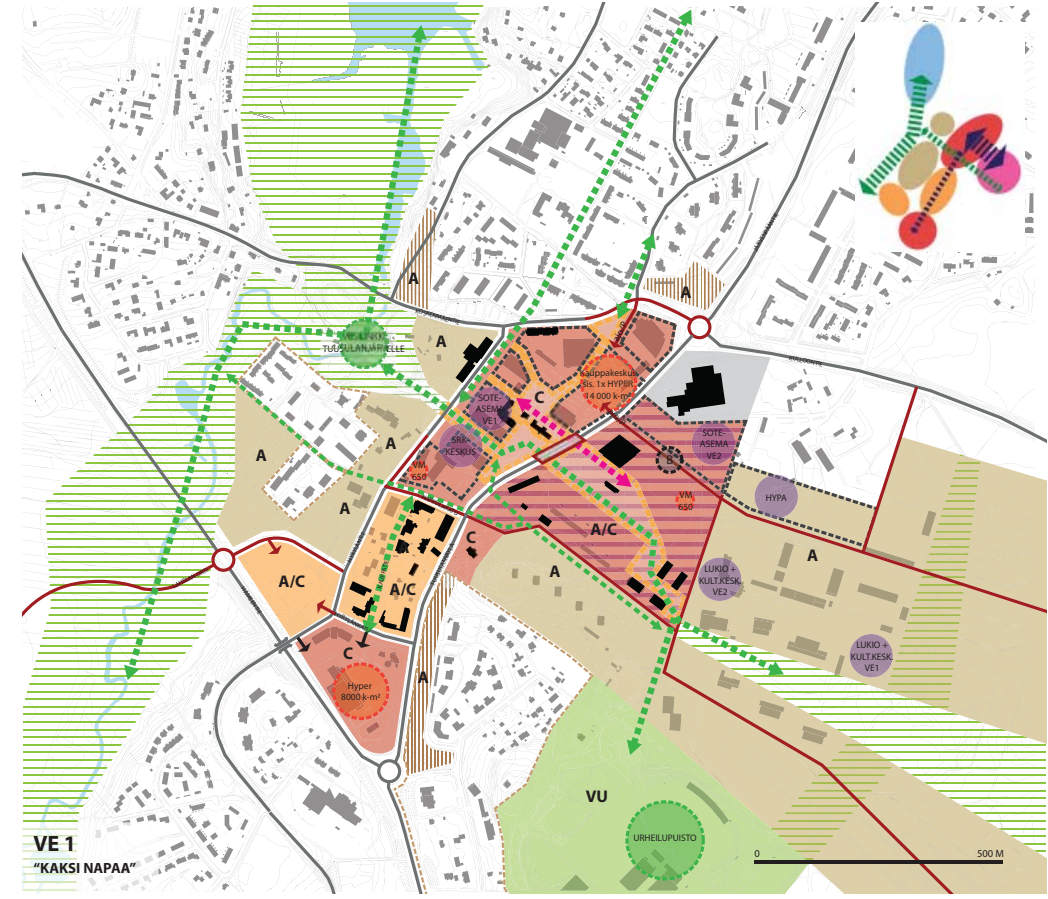 A
A
KULLOONTIE
TUUSULANJÄRVELLE
A
Kauppakeskus
sis. 1x HYPER
14 000 k-m²
C
SOTE-
ASEMA
VE1
SRK-
KESKUS
SOTE-
ASEMA
VE2
A
A
VM
650
B
HYPA
VM
650
A
A/C
C
A
A
A/C
A/C
LUKIO +
KULT.KESK.
VE2
C
LUKIO +
KULT.KESK.
VE1
A
Hyper
8000 k-m²
VU
URHEILUPUISTO
VE 1
"KAKSI NAPAA"
0
500 M